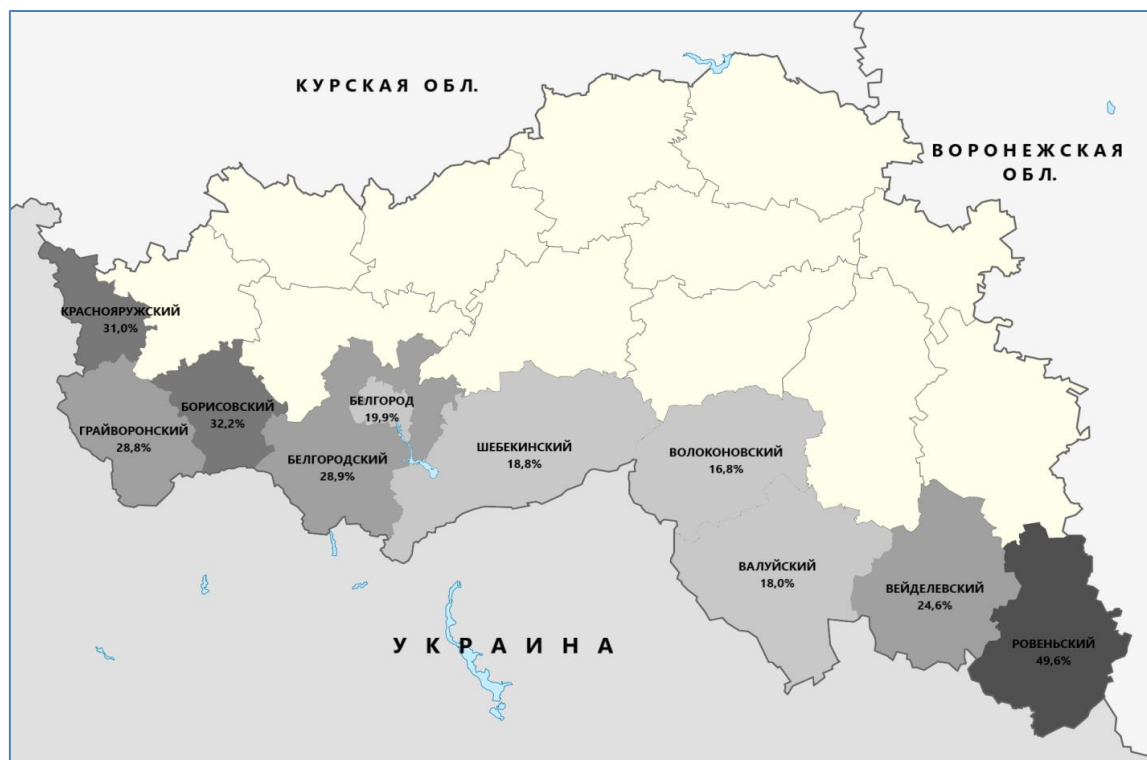 КУРСКАЯ ОБЛ.
ВОРОНЕЖСКАЯ
ОБЛ.
КРАСНОЯРУЖСКИЙ
31,0%
ГРАЙВОРОНСКИЙ
28,8%
БОРИСОВСКИЙ
32,2%
БЕЛГОРОД
19,9%
БЕЛГОРОДСКИЙ
28,9%
ШЕБЕКИНСКИЙ
18,8%
ВОЛОКОНОВСКИЙ
16,8%
ВАЛУЙСКИЙ
18,0%
ВЕЙДЕЛЕВСКИЙ
24,6%
РОВЕНЬСКИЙ
49,6%
УКРАИНА